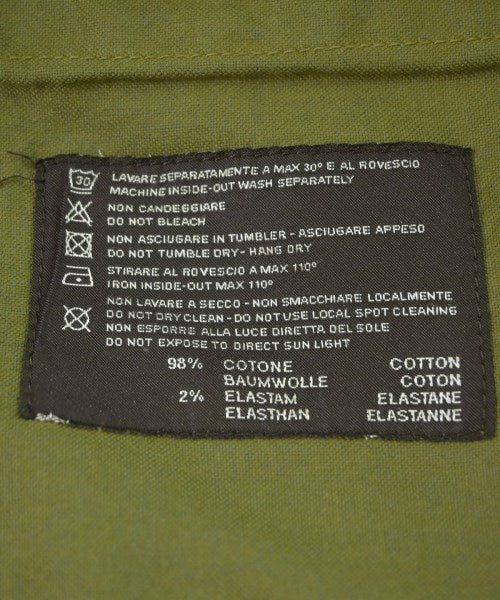 30
LAVARE SEPARATAMENTE A MAX 30° E AL ROVESCIO
MACHINE INSIDE-OUT WASH SEPARATELY
NON CANDEGGIARE
DO NOT BLEACH
NON ASCIUGARE IN TUMBLER - ASCIUGARE APPESO
DO NOT TUMBLE DRY - HANG DRY
STIRARE AL ROVESCIO A MAX 110°
IRON INSIDE-OUT MAX 110°
NON LAVARE A SECCO - NON SMACCHIARE LOCALMENTE
DO NOT DRY CLEAN - DO NOT USE LOCAL SPOT CLEANING
NON ESPORRE ALLA LUCE DIRETTA DEL SOLE
DO NOT EXPOSE TO DIRECT SUN LIGHT
98% COTONE COTTON
BAUMWOLLE COTON
2% ELASTAM ELASTANE
ELASTHAN ELASTANNE